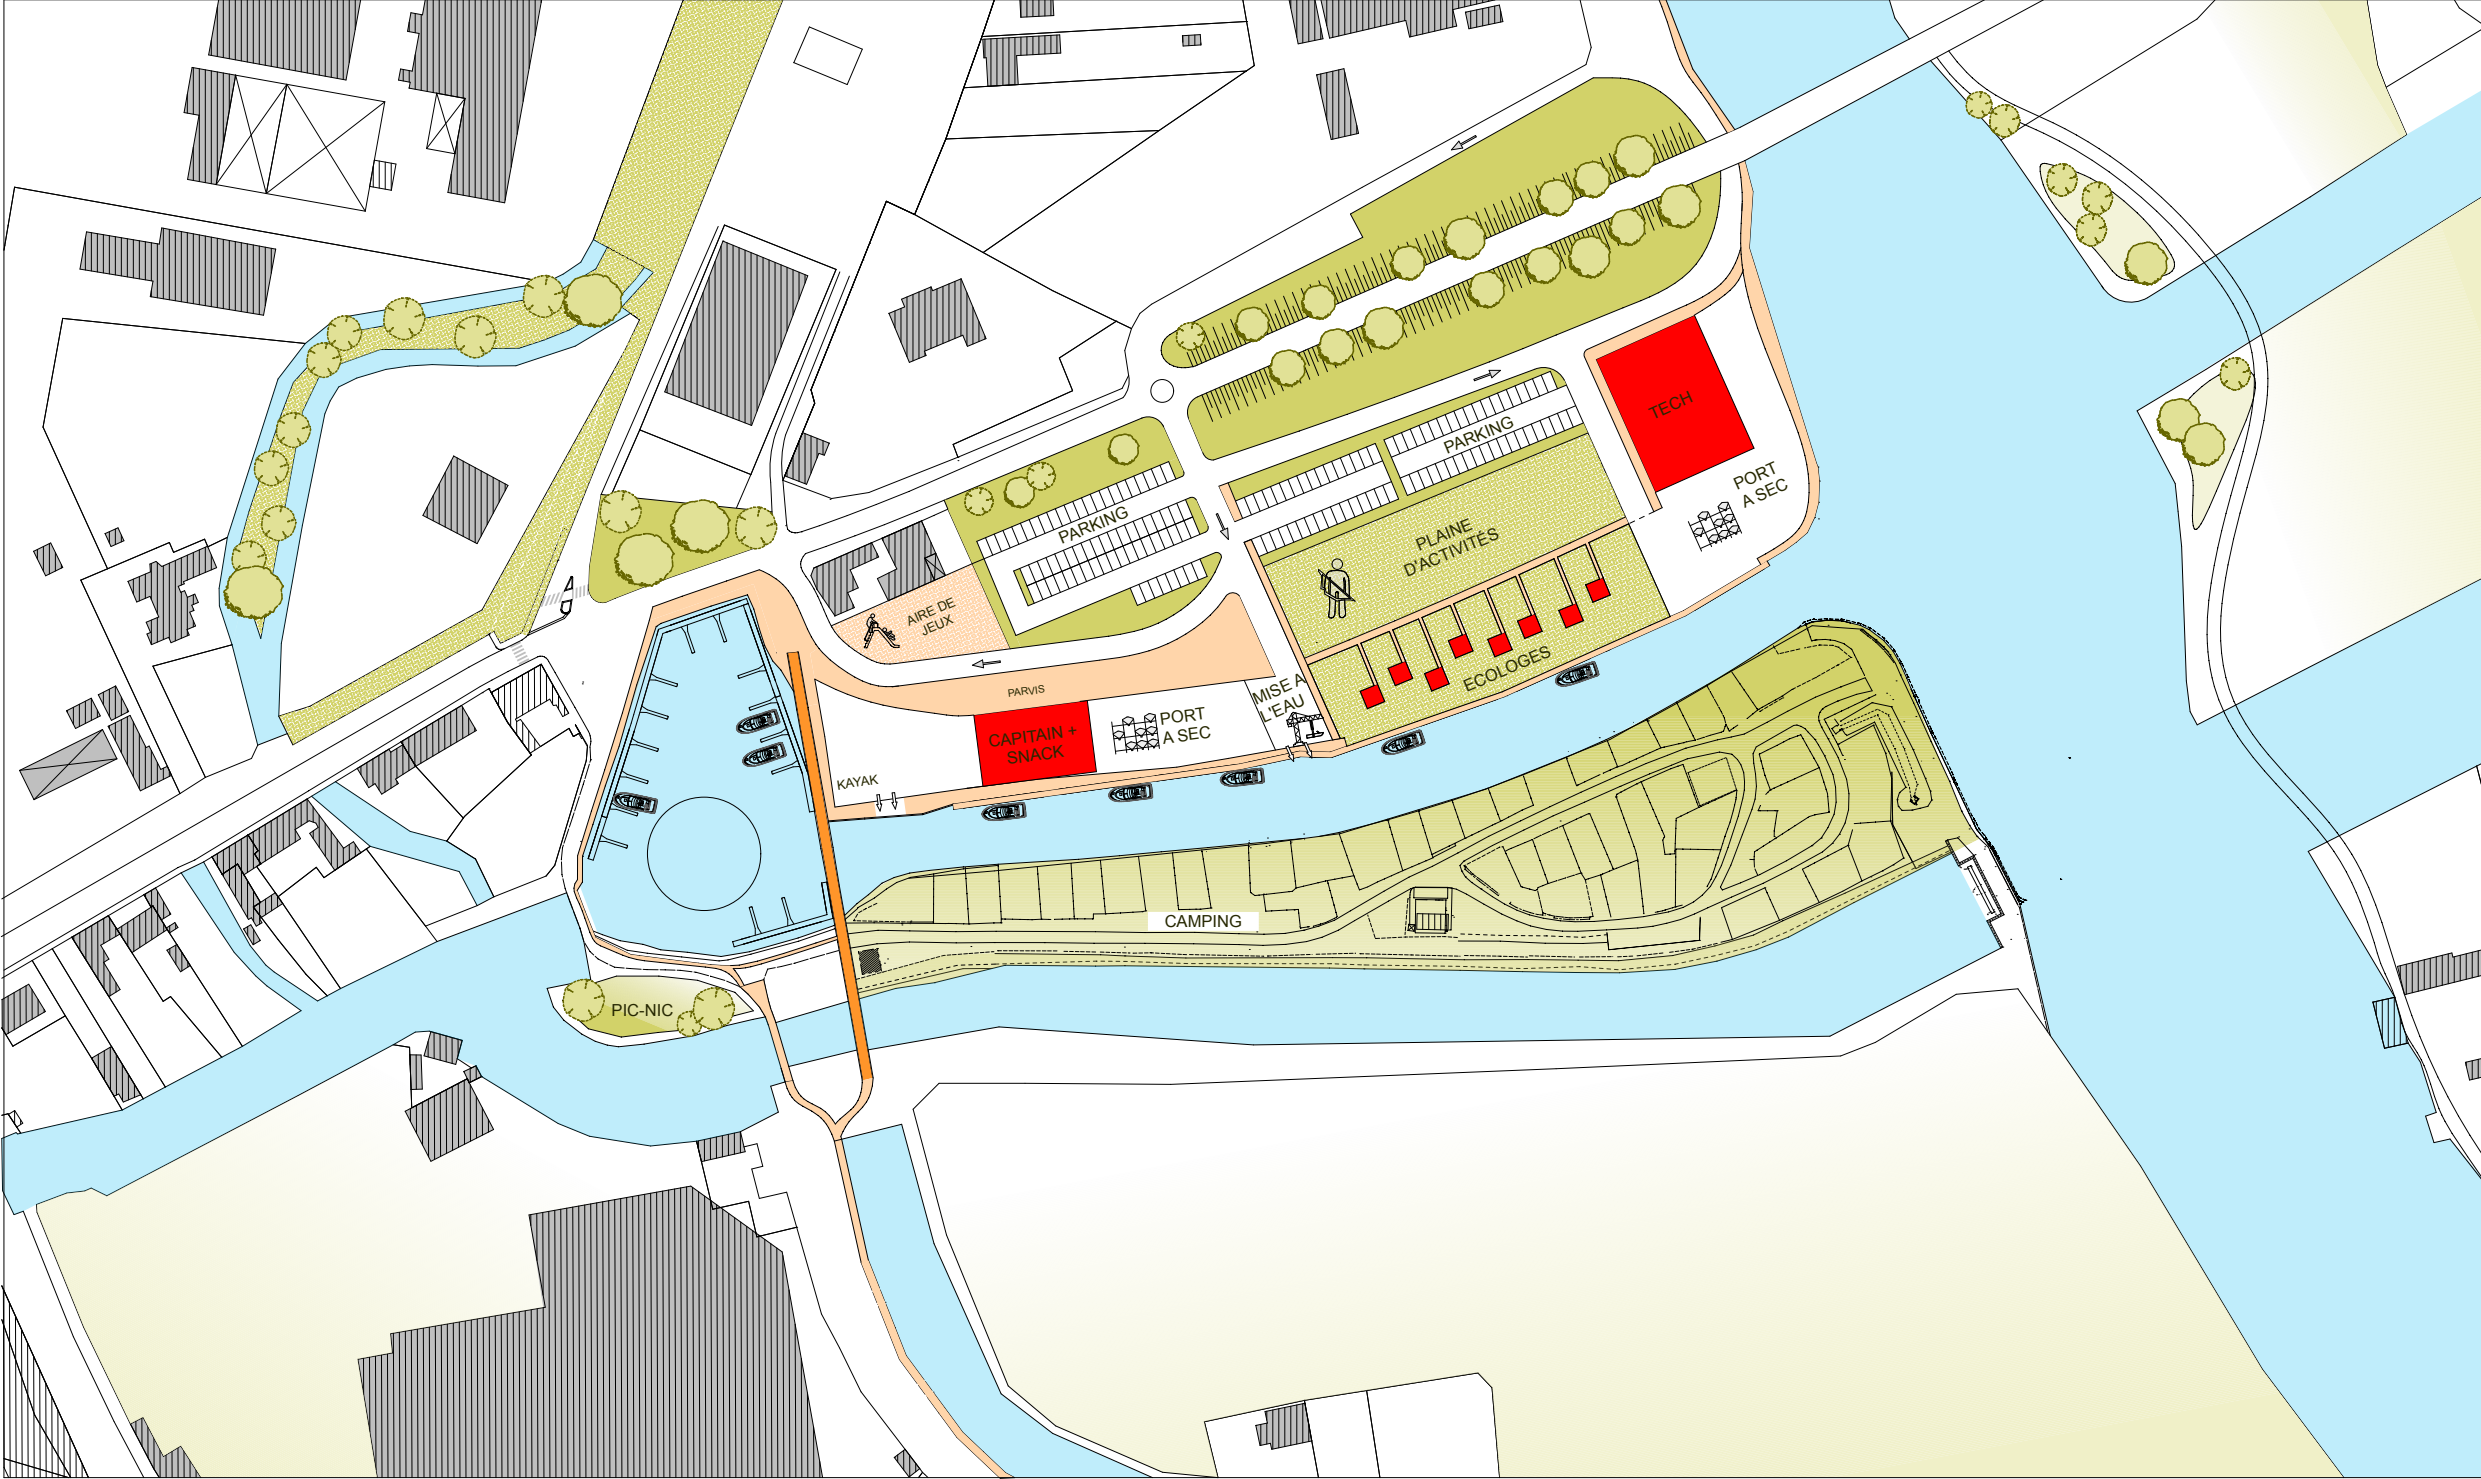 TECH
PARKING
PORT
A SEC
PARKING
PLAINE
D'ACTIVITÉS
AIRE DE
JEUX
ECOLOGES
MISE A
L'EAU
PARVIS
PORT
A SEC
CAPITAIN +
SNACK
KAYAK
CAMPING
PIC-NIC